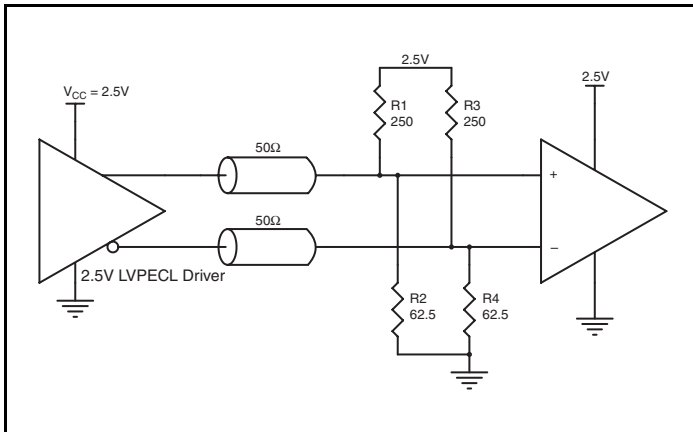 2.5V
V_CC = 2.5V
2.5V
R1
250
R3
250
50Ω
+
50Ω
−
2.5V LVPECL Driver
R2
62.5
R4
62.5